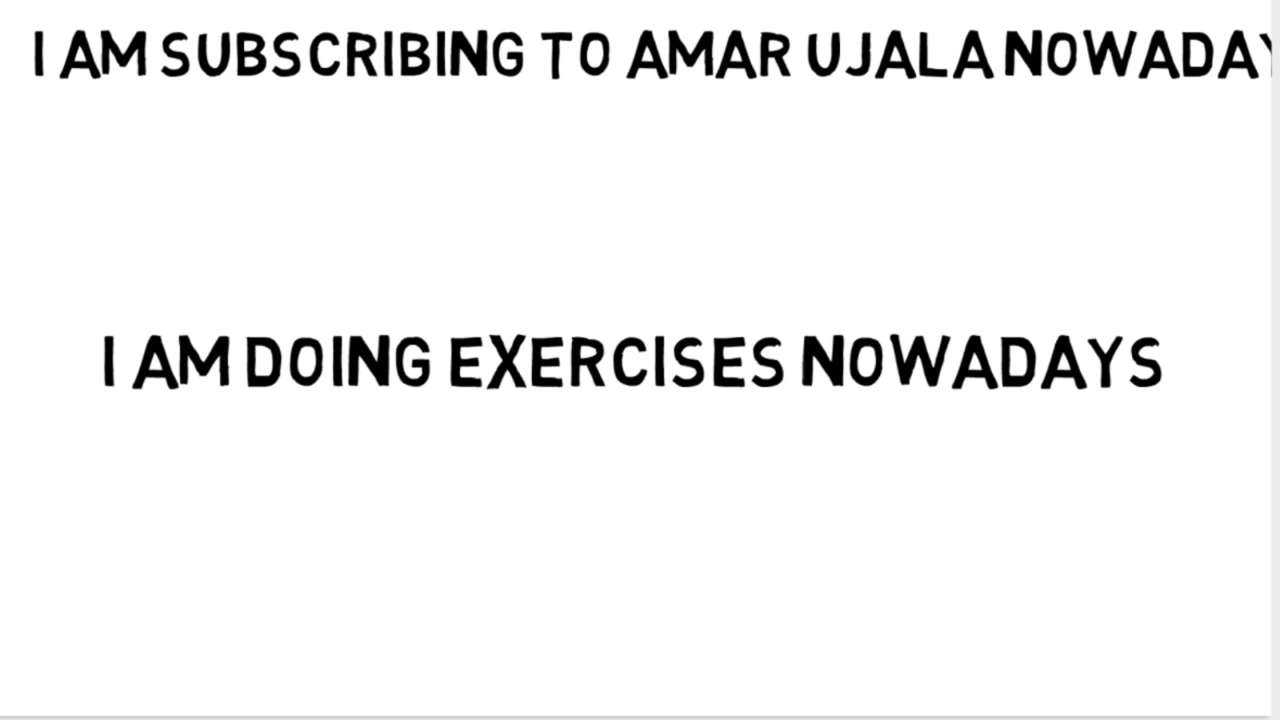 I AM SUBSCRIBING TO AMAR UJALA NOWADAY
I AM DOING EXERCISES NOWADAYS